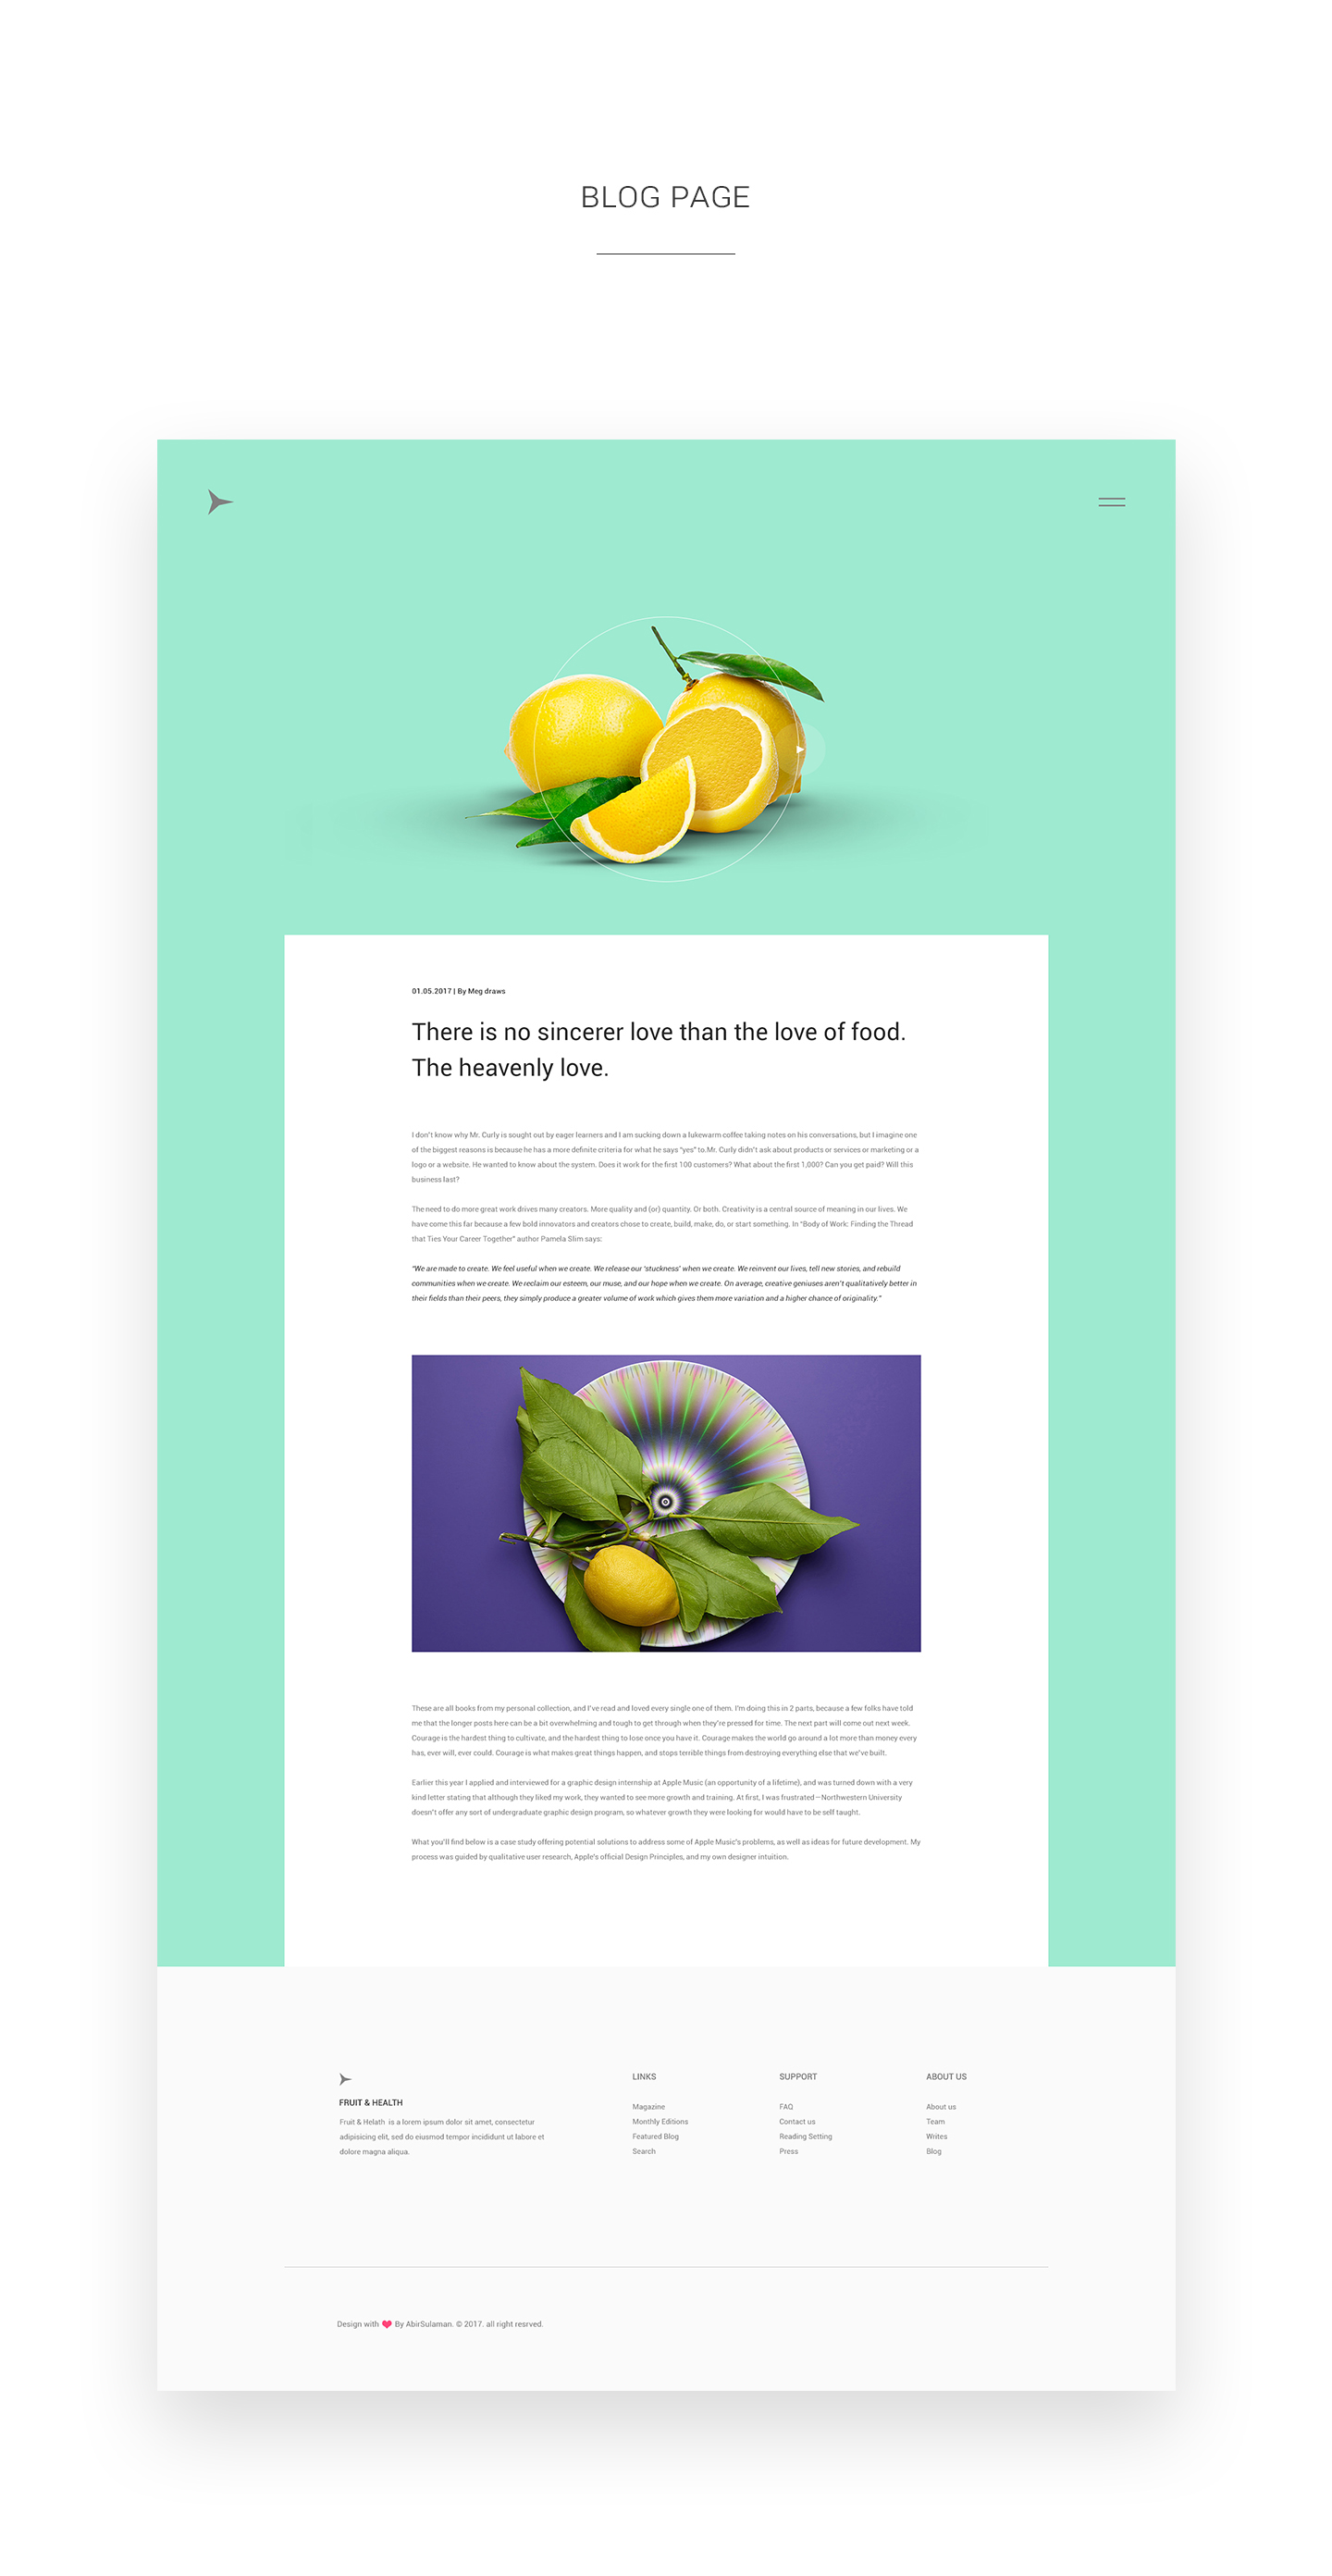 BLOG PAGE
01.05.2017 | By Meg draws
There is no sincerer love than the love of food.
The heavenly love.
I don't know why Mr. Curly is sought out by eager learners and I am sucking down a lukewarm coffee taking notes on his conversations, but I imagine one
of the biggest reasons is because he has a more definite criteria for what he says "yes" to.Mr. Curly didn't ask about products or services or marketing or a
logo or a website. He wanted to know about the system. Does it work for the first 100 customers? What about the first 1,000? Can you get paid? Will this
business last?
The need to do more great work drives many creators. More quality and (or) quantity. Or both. Creativity is a central source of meaning in our lives. We
have come this far because a few bold innovators and creators chose to create, build, make, do, or start something. In "Body of Work: Finding the Thread
that Ties Your Career Together" author Pamela Slim says:
"We are made to create. We feel useful when we create. We release our 'stuckness' when we create. We reinvent our lives, tell new stories, and rebuild
communities when we create. We reclaim our esteem, our muse, and our hope when we create. On average, creative geniuses aren't qualitatively better in
their fields than their peers, they simply produce a greater volume of work which gives them more variation and a higher chance of originality."
These are all books from my personal collection, and I've read and loved every single one of them. I'm doing this in 2 parts, because a few folks have told
me that the longer posts here can be a bit overwhelming and tough to get through when they're pressed for time. The next part will come out next week.
Courage is the hardest thing to cultivate, and the hardest thing to lose once you have it. Courage makes the world go around a lot more than money every
has, ever will, ever could. Courage is what makes great things happen, and stops terrible things from destroying everything else that we've built.
Earlier this year I applied and interviewed for a graphic design internship at Apple Music (an opportunity of a lifetime), and was turned down with a very
kind letter stating that although they liked my work, they wanted to see more growth and training. At first, I was frustrated—Northwestern University
doesn't offer any sort of undergraduate graphic design program, so whatever growth they were looking for would have to be self taught.
What you'll find below is a case study offering potential solutions to address some of Apple Music's problems, as well as ideas for future development. My
process was guided by qualitative user research, Apple's official Design Principles, and my own designer intuition.
FRUIT & HEALTH
Fruit & Helath is a lorem ipsum dolor sit amet, consectetur
adipisicing elit, sed do eiusmod tempor incididunt ut labore et
dolore magna aliqua.
LINKS
Magazine
Monthly Editions
Featured Blog
Search
SUPPORT
FAQ
Contact us
Reading Setting
Press
ABOUT US
About us
Team
Writes
Blog
Design with ❤ By AbirSulaman. © 2017. all right resrved.